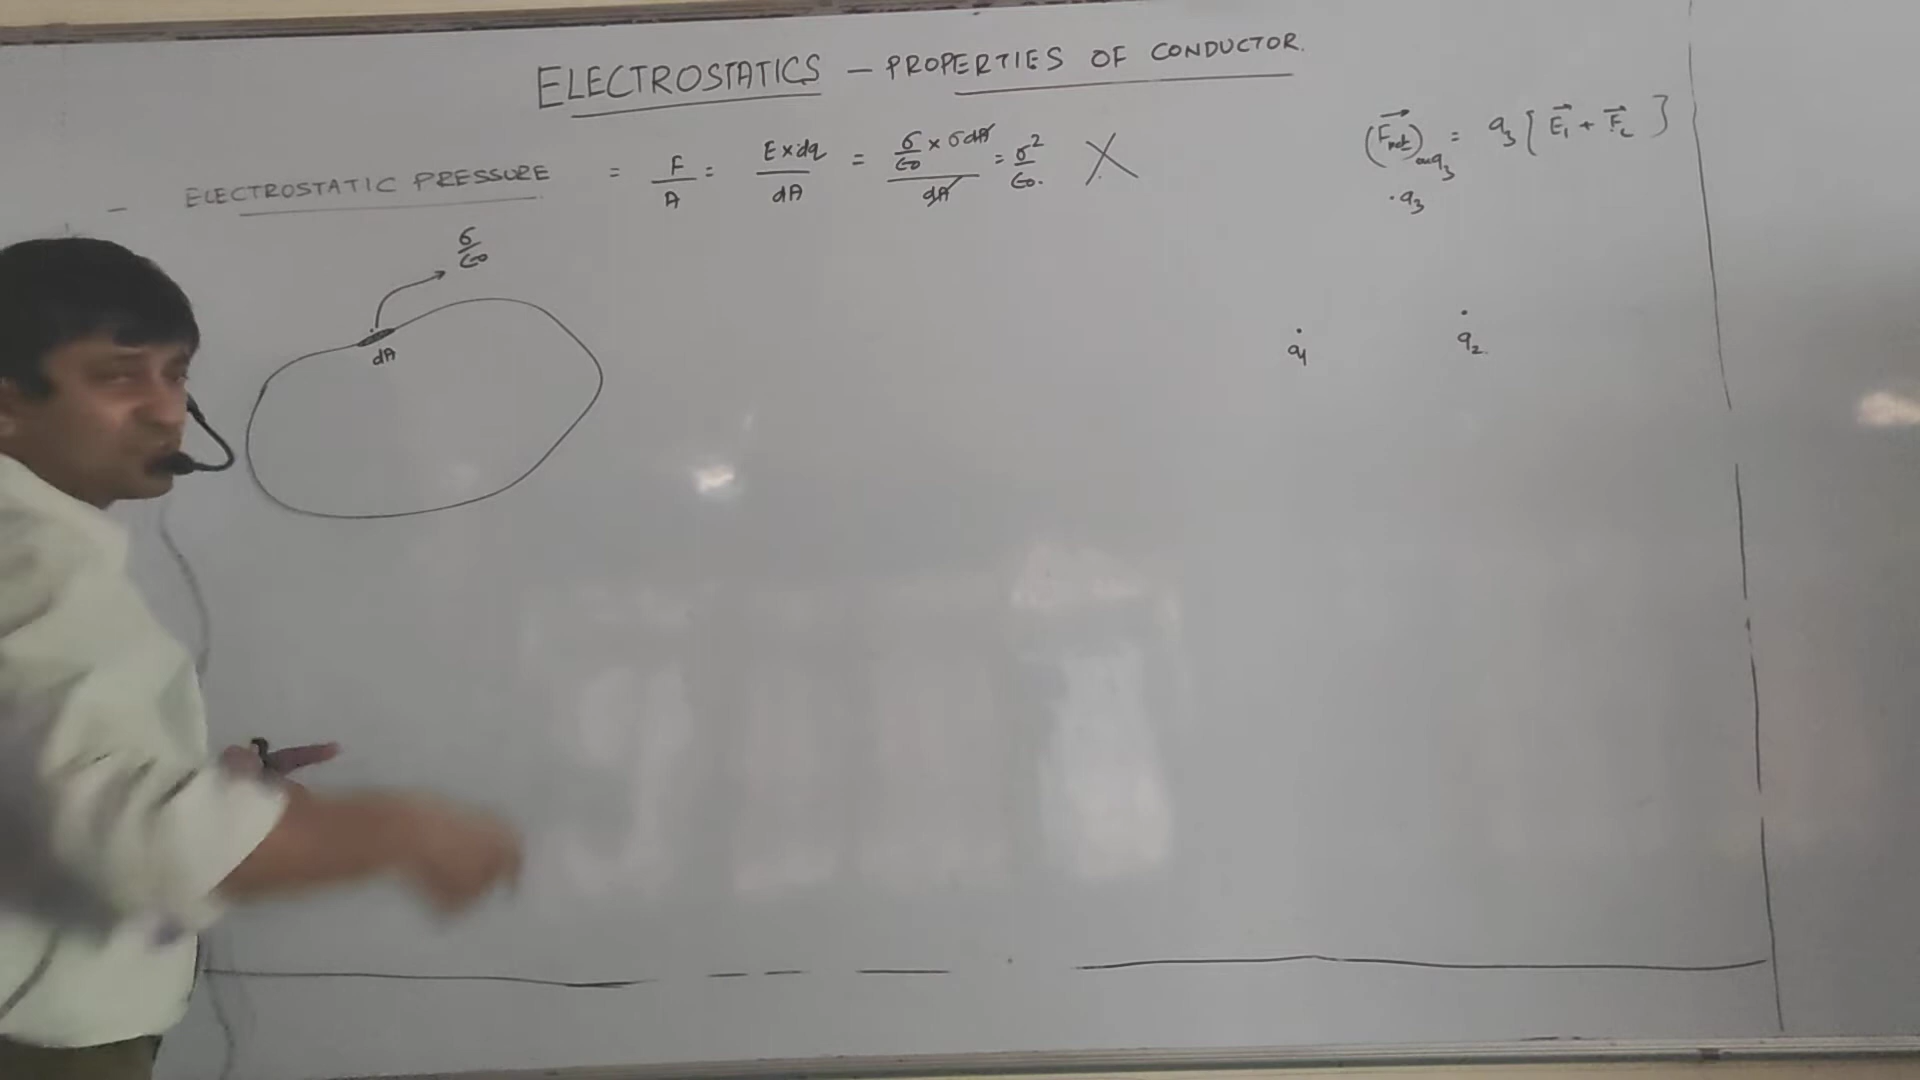 ELECTROSTATICS – PROPERTIES OF CONDUCTOR.
– ELECTROSTATIC PRESSURE = F/A = E×dq/dA = (σ/ε0 × σdA)/dA = σ²/ε0. X
(F⃗net)on q3 = q3 [E⃗1 + F⃗2]
.q3
σ/ε0
dA
q1
q2.